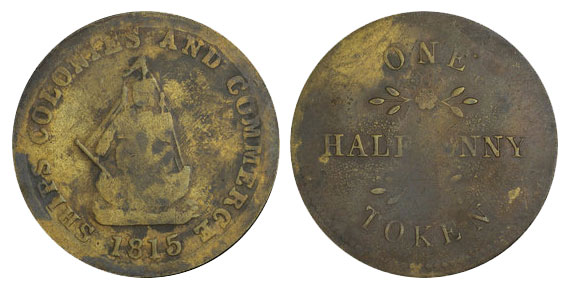 SHIPS COLONIES AND COMMERCE
1815
ONE
HALFPENNY
TOKEN